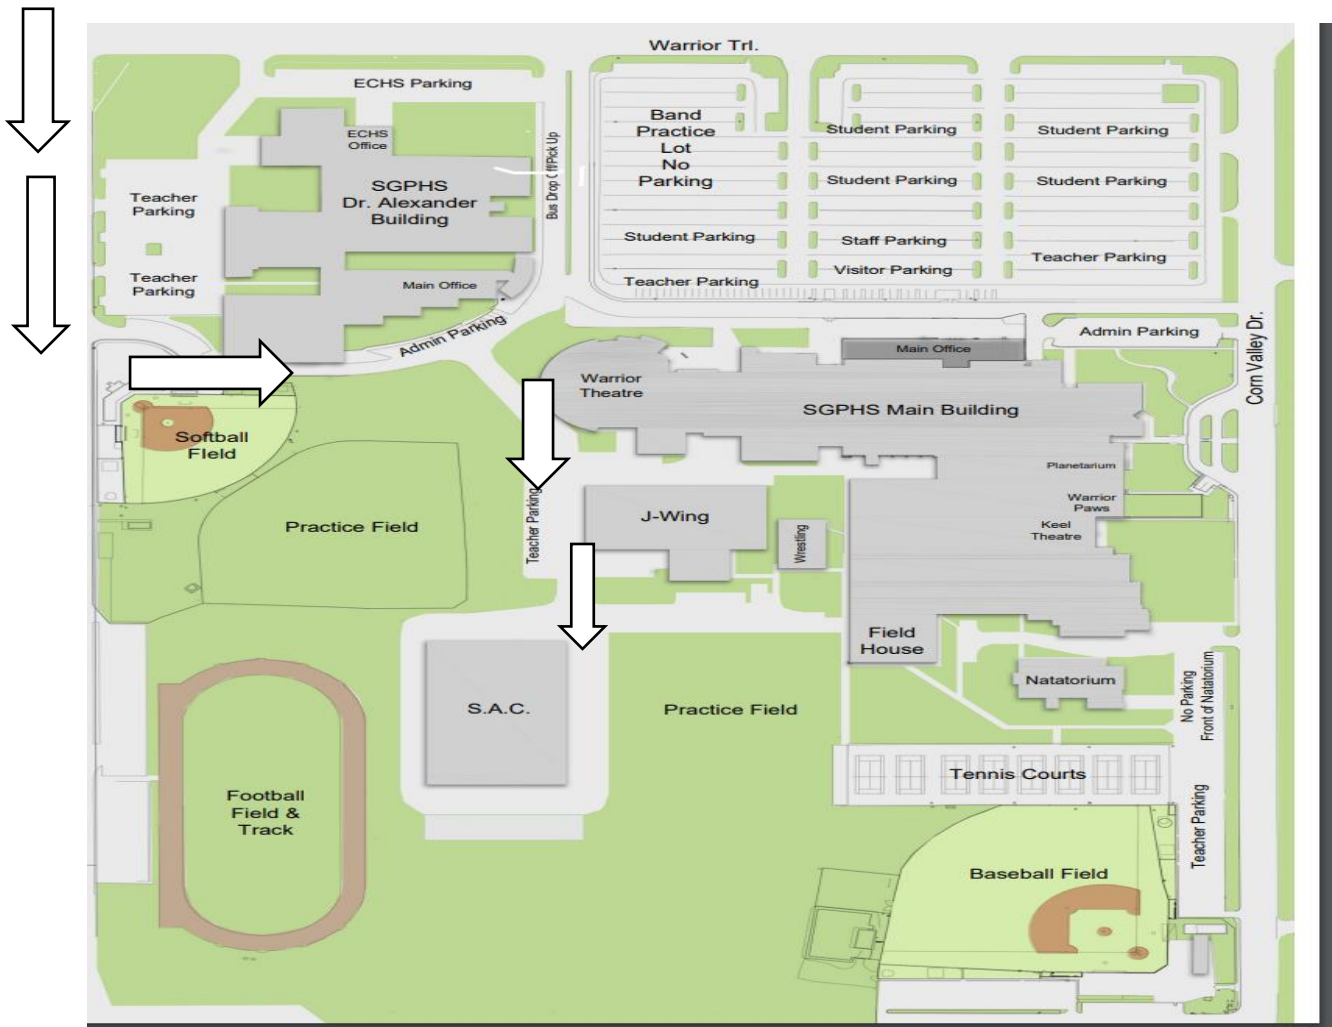 Warrior Trl.
ECHS Parking
Band
Practice
Lot
No
Parking
Student Parking
Student Parking
ECHS
Office
Student Parking
Student Parking
SGPHS
Dr. Alexander
Building
Bus Drop Off/Pick Up
Teacher
Parking
Student Parking
Staff Parking
Teacher Parking
Teacher
Parking
Main Office
Teacher Parking
Visitor Parking
Admin Parking
Admin Parking
Corn Valley Dr.
Main Office
Warrior
Theatre
SGPHS Main Building
Softball
FIeld
Planetarium
Warrior
Paws
Keel
Theatre
Practice Field
Teacher Parking
J-Wing
Wrestling
Field
House
Natatorium
No Parking
Front of Natatorium
S.A.C.
Practice Field
Tennis Courts
Football
Field &
Track
Teacher Parking
Baseball Field